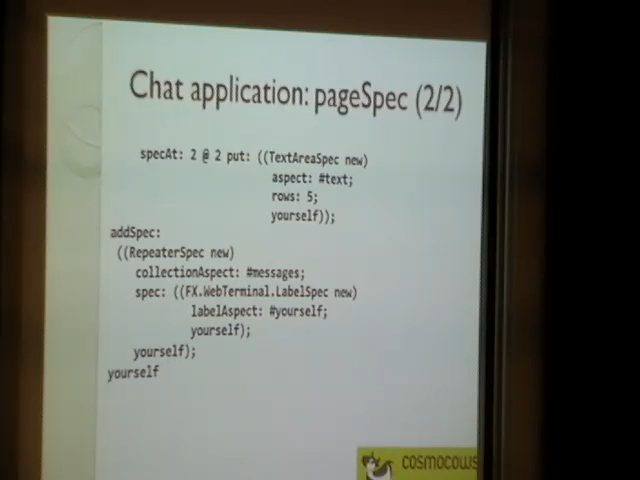 Chat application: pageSpec (2/2)
specAt: 2 @ 2 put: ((TextAreaSpec new)
aspect: #text;
rows: 5;
yourself));
addSpec:
((RepeaterSpec new)
collectionAspect: #messages;
spec: ((FX.WebTerminal.LabelSpec new)
labelAspect: #yourself;
yourself);
yourself);
yourself
COSMOCOWS